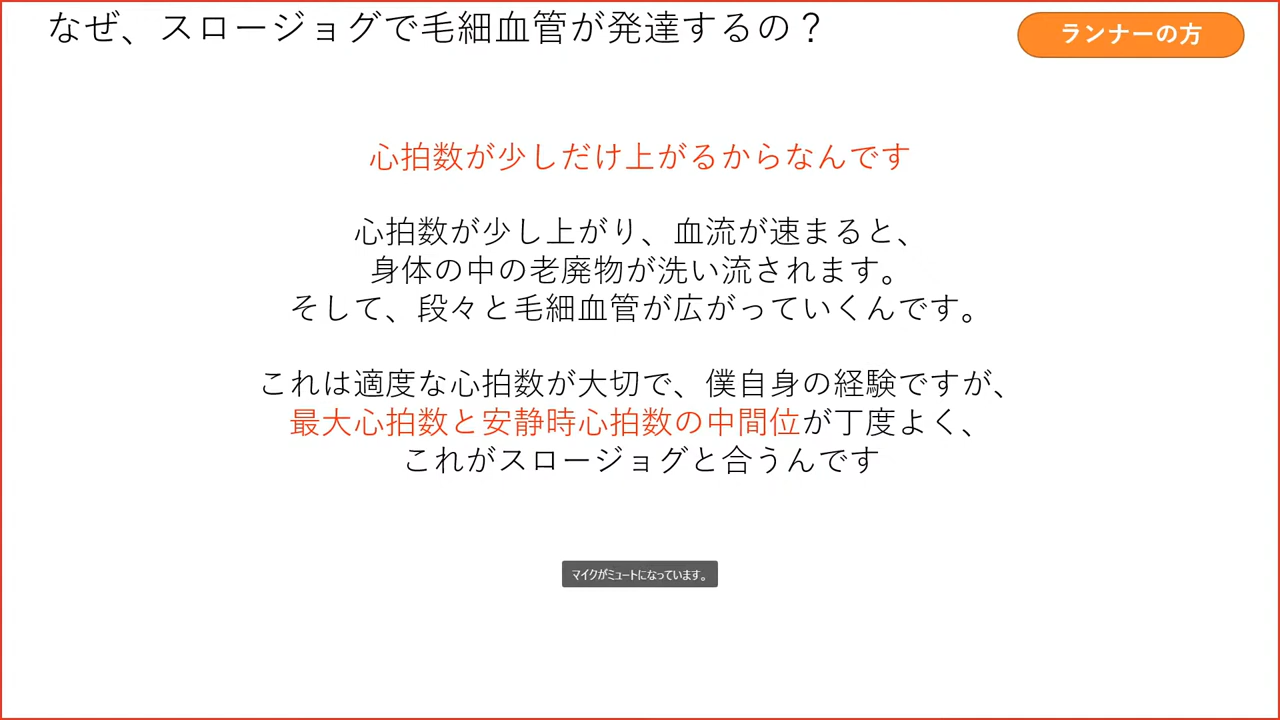 なぜ、スロージョグで毛細血管が発達するの？
ランナーの方
心拍数が少しだけ上がるからなんです
心拍数が少し上がり、血流が速まると、
身体の中の老廃物が洗い流されます。
そして、段々と毛細血管が広がっていくんです。
これは適度な心拍数が大切で、僕自身の経験ですが、
最大心拍数と安静時心拍数の中間位が丁度よく、
これがスロージョグと合うんです
マイクがミュートになっています。